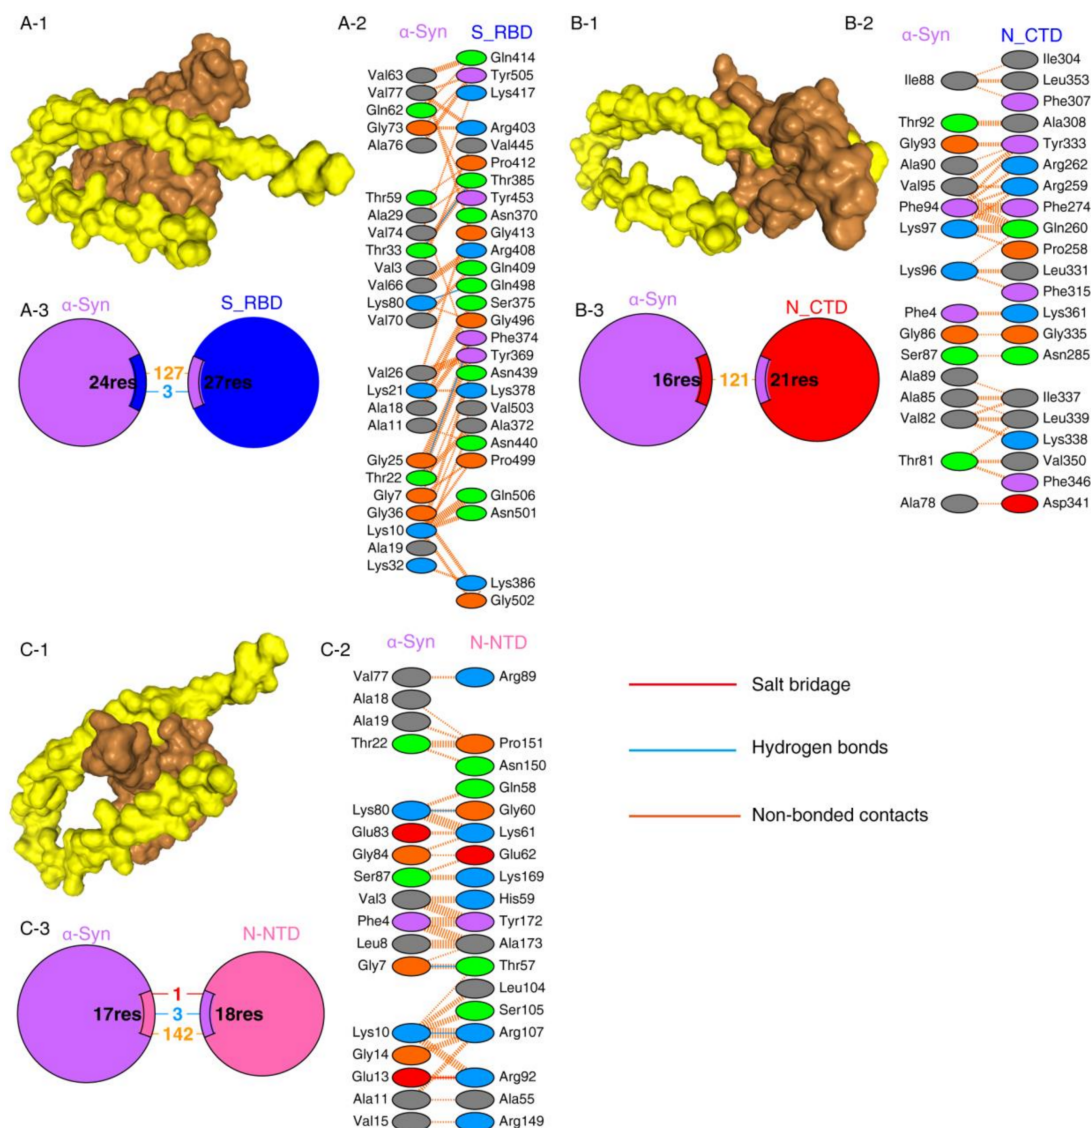 A-1
A-2
α-Syn S_RBD
Gln414
Val63 Tyr505
Val77 Lys417
Gln62
Gly73 Arg403
Ala76 Val445
Pro412
Thr385
Thr59 Tyr453
Ala29 Asn370
Val74 Gly413
Thr33 Arg408
Val3 Gln409
Val66 Gln498
Lys80 Ser375
Val70 Gly496
Phe374
Tyr369
Val26 Asn439
Lys21 Lys378
Ala18 Val503
Ala11 Ala372
Asn440
Gly25 Pro499
Thr22
Gly7 Gln506
Gly36 Asn501
Lys10
Ala19
Lys32 Lys386
Gly502
A-3
α-Syn S_RBD
24res 127 27res
3
B-1
B-2
α-Syn N_CTD
Ile304
Ile88 Leu353
Phe307
Thr92 Ala308
Gly93 Tyr333
Ala90 Arg262
Val95 Arg259
Phe94 Phe274
Lys97 Gln260
Pro258
Lys96 Leu331
Phe315
Phe4 Lys361
Gly86 Gly335
Ser87 Asn285
Ala89
Ala85 Ile337
Val82 Leu339
Lys338
Thr81 Val350
Phe346
Ala78 Asp341
B-3
α-Syn N_CTD
16res 121 21res
C-1
C-2
α-Syn N-NTD
Val77 Arg89
Ala18
Ala19
Thr22 Pro151
Asn150
Gln58
Lys80 Gly60
Glu83 Lys61
Gly84 Glu62
Ser87 Lys169
Val3 His59
Phe4 Tyr172
Leu8 Ala173
Gly7 Thr57
Leu104
Ser105
Lys10 Arg107
Gly14
Glu13 Arg92
Ala11 Ala55
Val15 Arg149
C-3
α-Syn N-NTD
1
17res 3 18res
142
Salt bridage
Hydrogen bonds
Non-bonded contacts